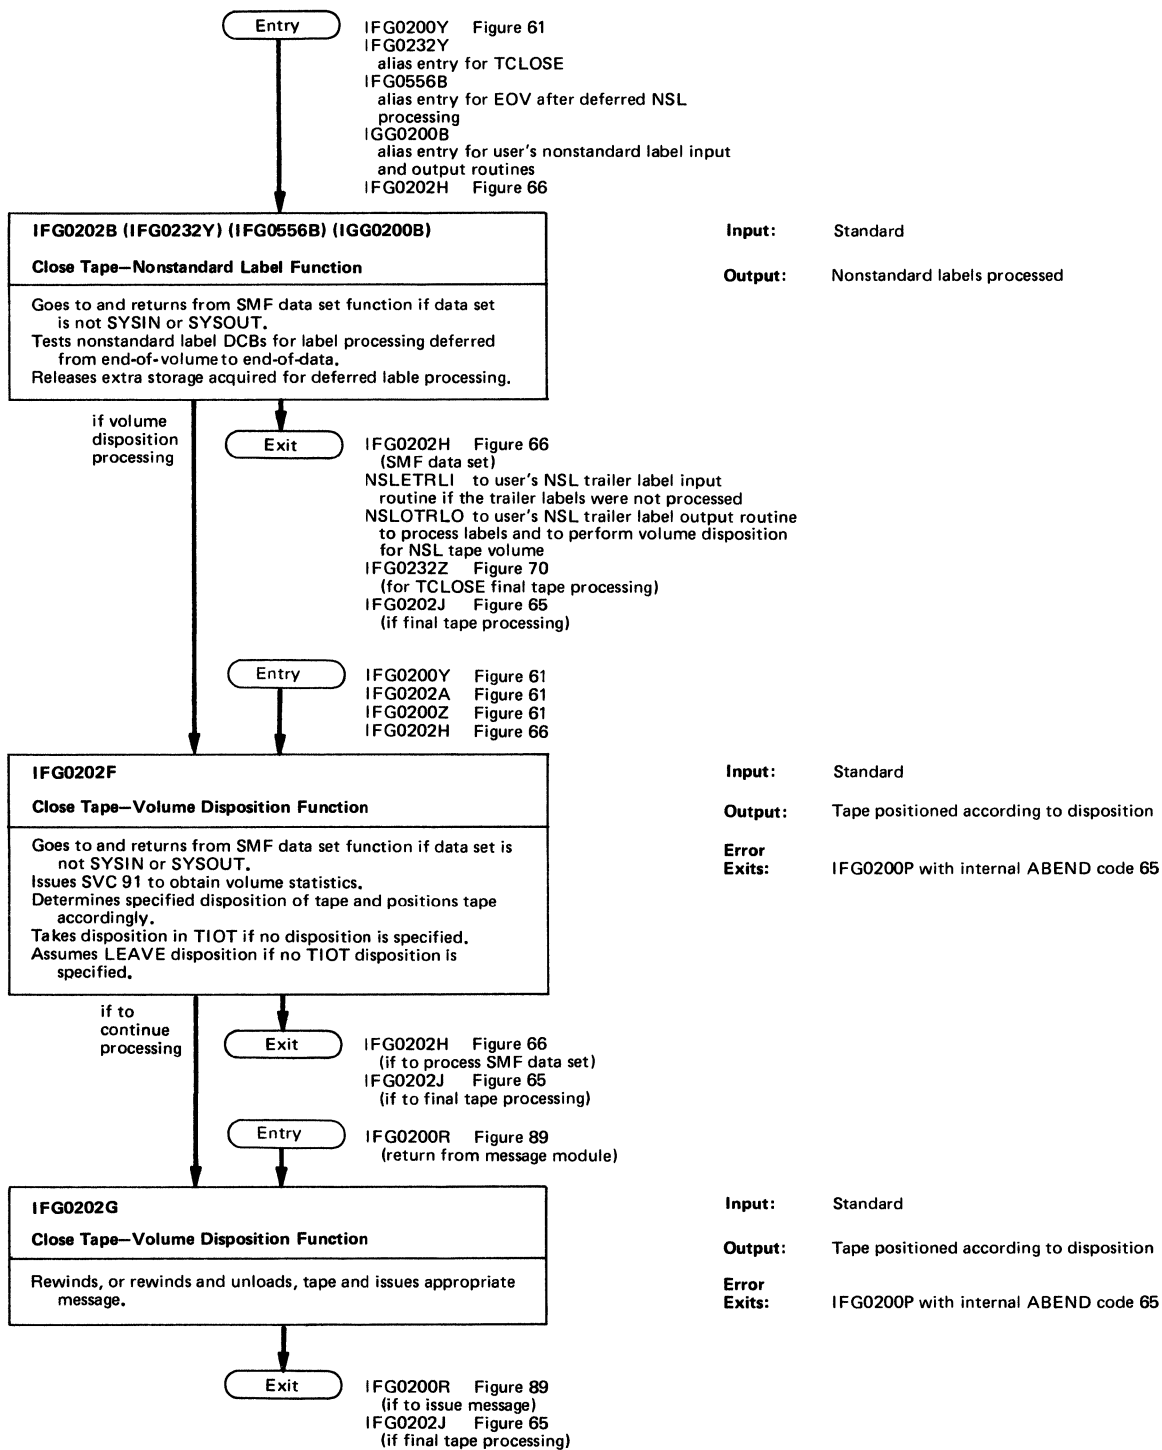 Entry
IFG0200Y Figure 61
IFG0232Y
alias entry for TCLOSE
IFG0556B
alias entry for EOV after deferred NSL
processing
IGG0200B
alias entry for user's nonstandard label input
and output routines
IFG0202H Figure 66
IFG0202B (IFG0232Y) (IFG0556B) (IGG0200B)
Close Tape—Nonstandard Label Function
Goes to and returns from SMF data set function if data set
is not SYSIN or SYSOUT.
Tests nonstandard label DCBs for label processing deferred
from end-of-volume to end-of-data.
Releases extra storage acquired for deferred lable processing.
Input: Standard
Output: Nonstandard labels processed
if volume
disposition
processing
Exit
IFG0202H Figure 66
(SMF data set)
NSLETRLI to user's NSL trailer label input
routine if the trailer labels were not processed
NSLOTRLO to user's NSL trailer label output routine
to process labels and to perform volume disposition
for NSL tape volume
IFG0232Z Figure 70
(for TCLOSE final tape processing)
IFG0202J Figure 65
(if final tape processing)
Entry
IFG0200Y Figure 61
IFG0202A Figure 61
IFG0200Z Figure 61
IFG0202H Figure 66
IFG0202F
Close Tape—Volume Disposition Function
Goes to and returns from SMF data set function if data set is
not SYSIN or SYSOUT.
Issues SVC 91 to obtain volume statistics.
Determines specified disposition of tape and positions tape
accordingly.
Takes disposition in TIOT if no disposition is specified.
Assumes LEAVE disposition if no TIOT disposition is
specified.
Input: Standard
Output: Tape positioned according to disposition
Error
Exits: IFG0200P with internal ABEND code 65
if to
continue
processing
Exit
IFG0202H Figure 66
(if to process SMF data set)
IFG0202J Figure 65
(if to final tape processing)
Entry
IFG0200R Figure 89
(return from message module)
IFG0202G
Close Tape—Volume Disposition Function
Rewinds, or rewinds and unloads, tape and issues appropriate
message.
Input: Standard
Output: Tape positioned according to disposition
Error
Exits: IFG0200P with internal ABEND code 65
Exit
IFG0200R Figure 89
(if to issue message)
IFG0202J Figure 65
(if final tape processing)